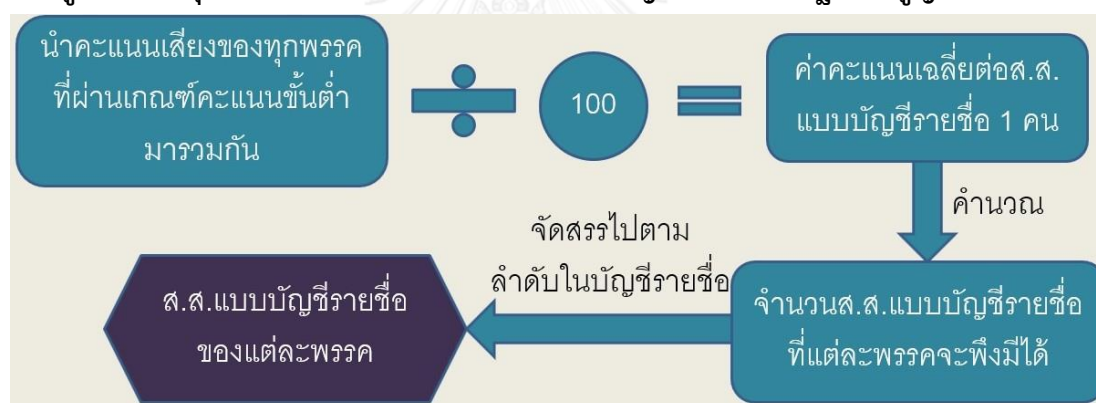 นำคะแนนเสียงของทุกพรรค
ที่ผ่านเกณฑ์คะแนนขั้นต่ำ
มารวมกัน
÷
100
=
ค่าคะแนนเฉลี่ยต่อส.ส.
แบบบัญชีรายชื่อ 1 คน
คำนวณ
จำนวนส.ส.แบบบัญชีรายชื่อ
ที่แต่ละพรรคจะพึงมีได้
จัดสรรไปตาม
ลำดับในบัญชีรายชื่อ
ส.ส.แบบบัญชีรายชื่อ
ของแต่ละพรรค